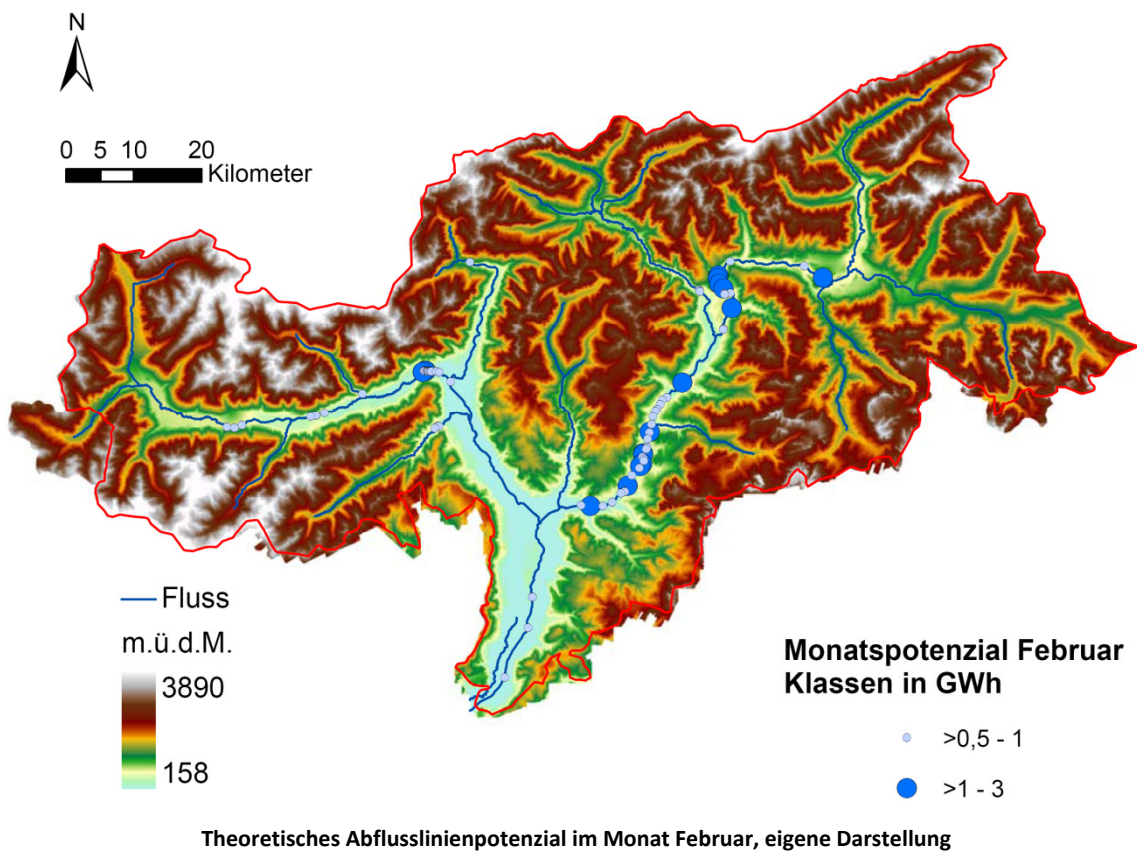 N
0 5 10 20
Kilometer
Fluss
m.ü.d.M.
3890
158
Monatspotenzial Februar
Klassen in GWh
>0,5 - 1
>1 - 3
Theoretisches Abflusslinienpotenzial im Monat Februar, eigene Darstellung